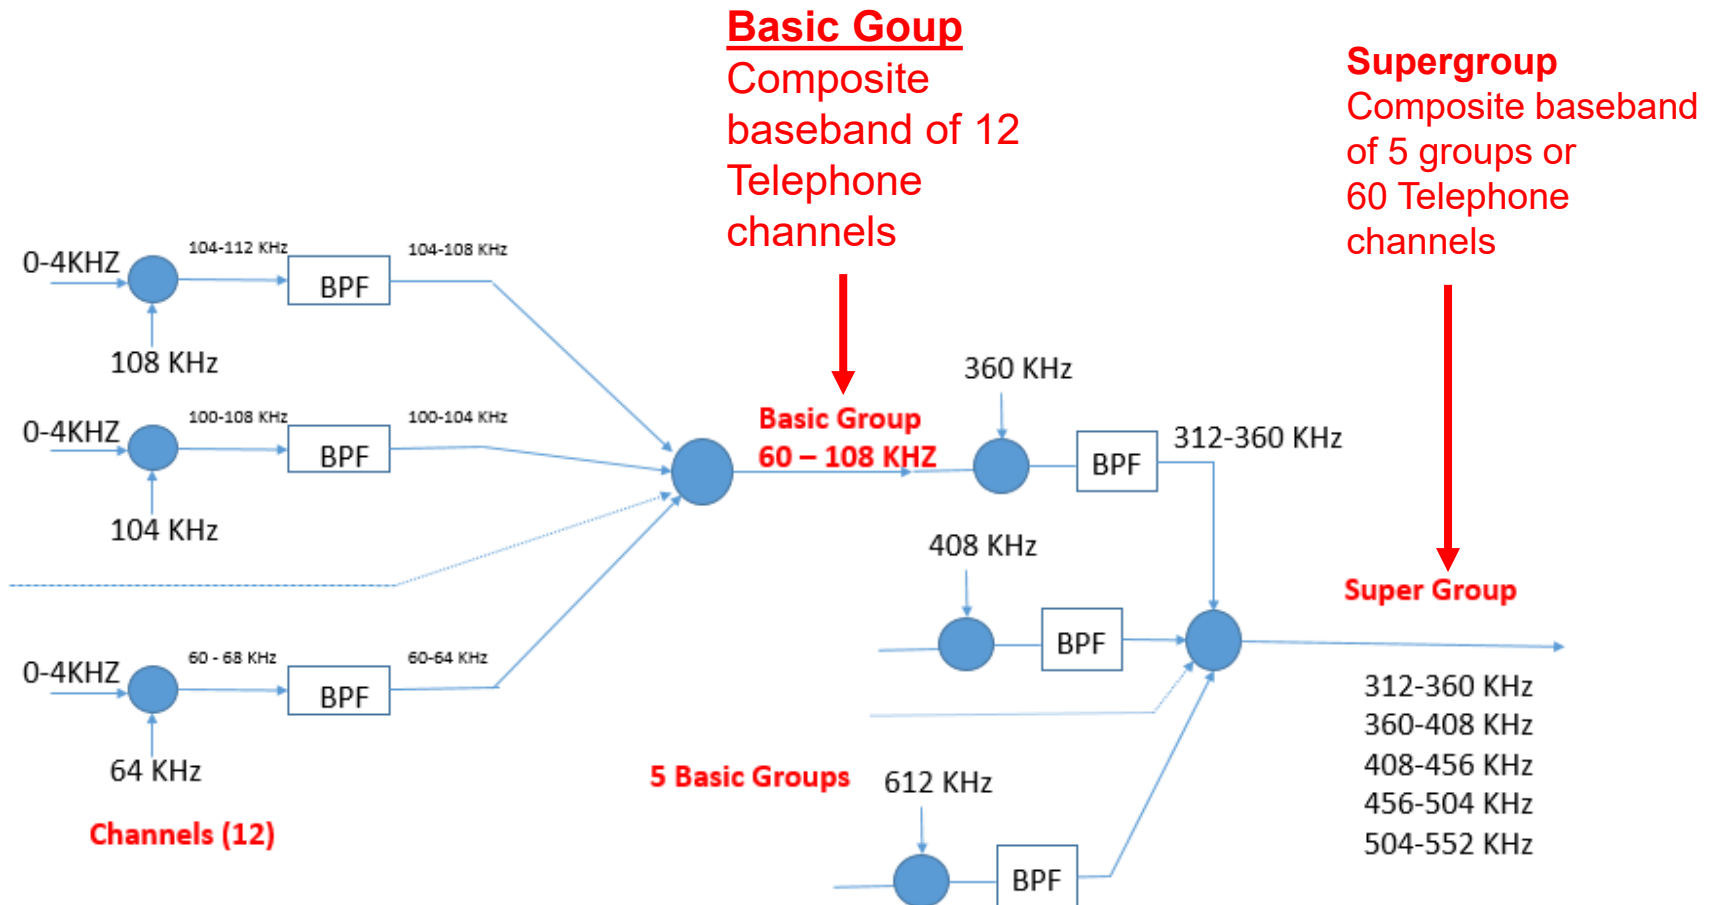 Basic Goup
Composite
baseband of 12
Telephone
channels
Supergroup
Composite baseband
of 5 groups or
60 Telephone
channels
0-4KHZ
104-112 KHz
BPF
104-108 KHz
108 KHz
0-4KHZ
100-108 KHz
BPF
100-104 KHz
104 KHz
0-4KHZ
60 - 68 KHz
BPF
60-64 KHz
64 KHz
Channels (12)
Basic Group
60 – 108 KHZ
360 KHz
BPF
312-360 KHz
408 KHz
BPF
5 Basic Groups
612 KHz
BPF
Super Group
312-360 KHz
360-408 KHz
408-456 KHz
456-504 KHz
504-552 KHz